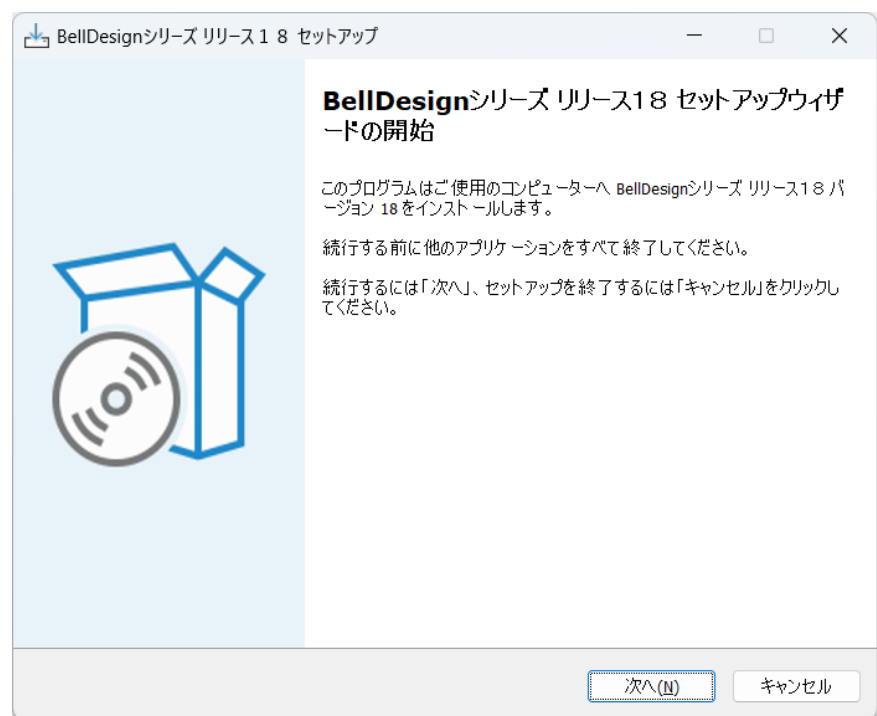 BellDesignシリーズ リリース１８ セットアップ
BellDesignシリーズ リリース1８ セットアップウィザ
ードの開始
このプログラムはご使用のコンピューターへ BellDesignシリーズ リリース1８ バ
ージョン 18 をインストールします。
続行する前に他のアプリケーションをすべて終了してください。
続行するには「次へ」、セットアップを終了するには「キャンセル」をクリックし
てください。
次へ(N)
キャンセル